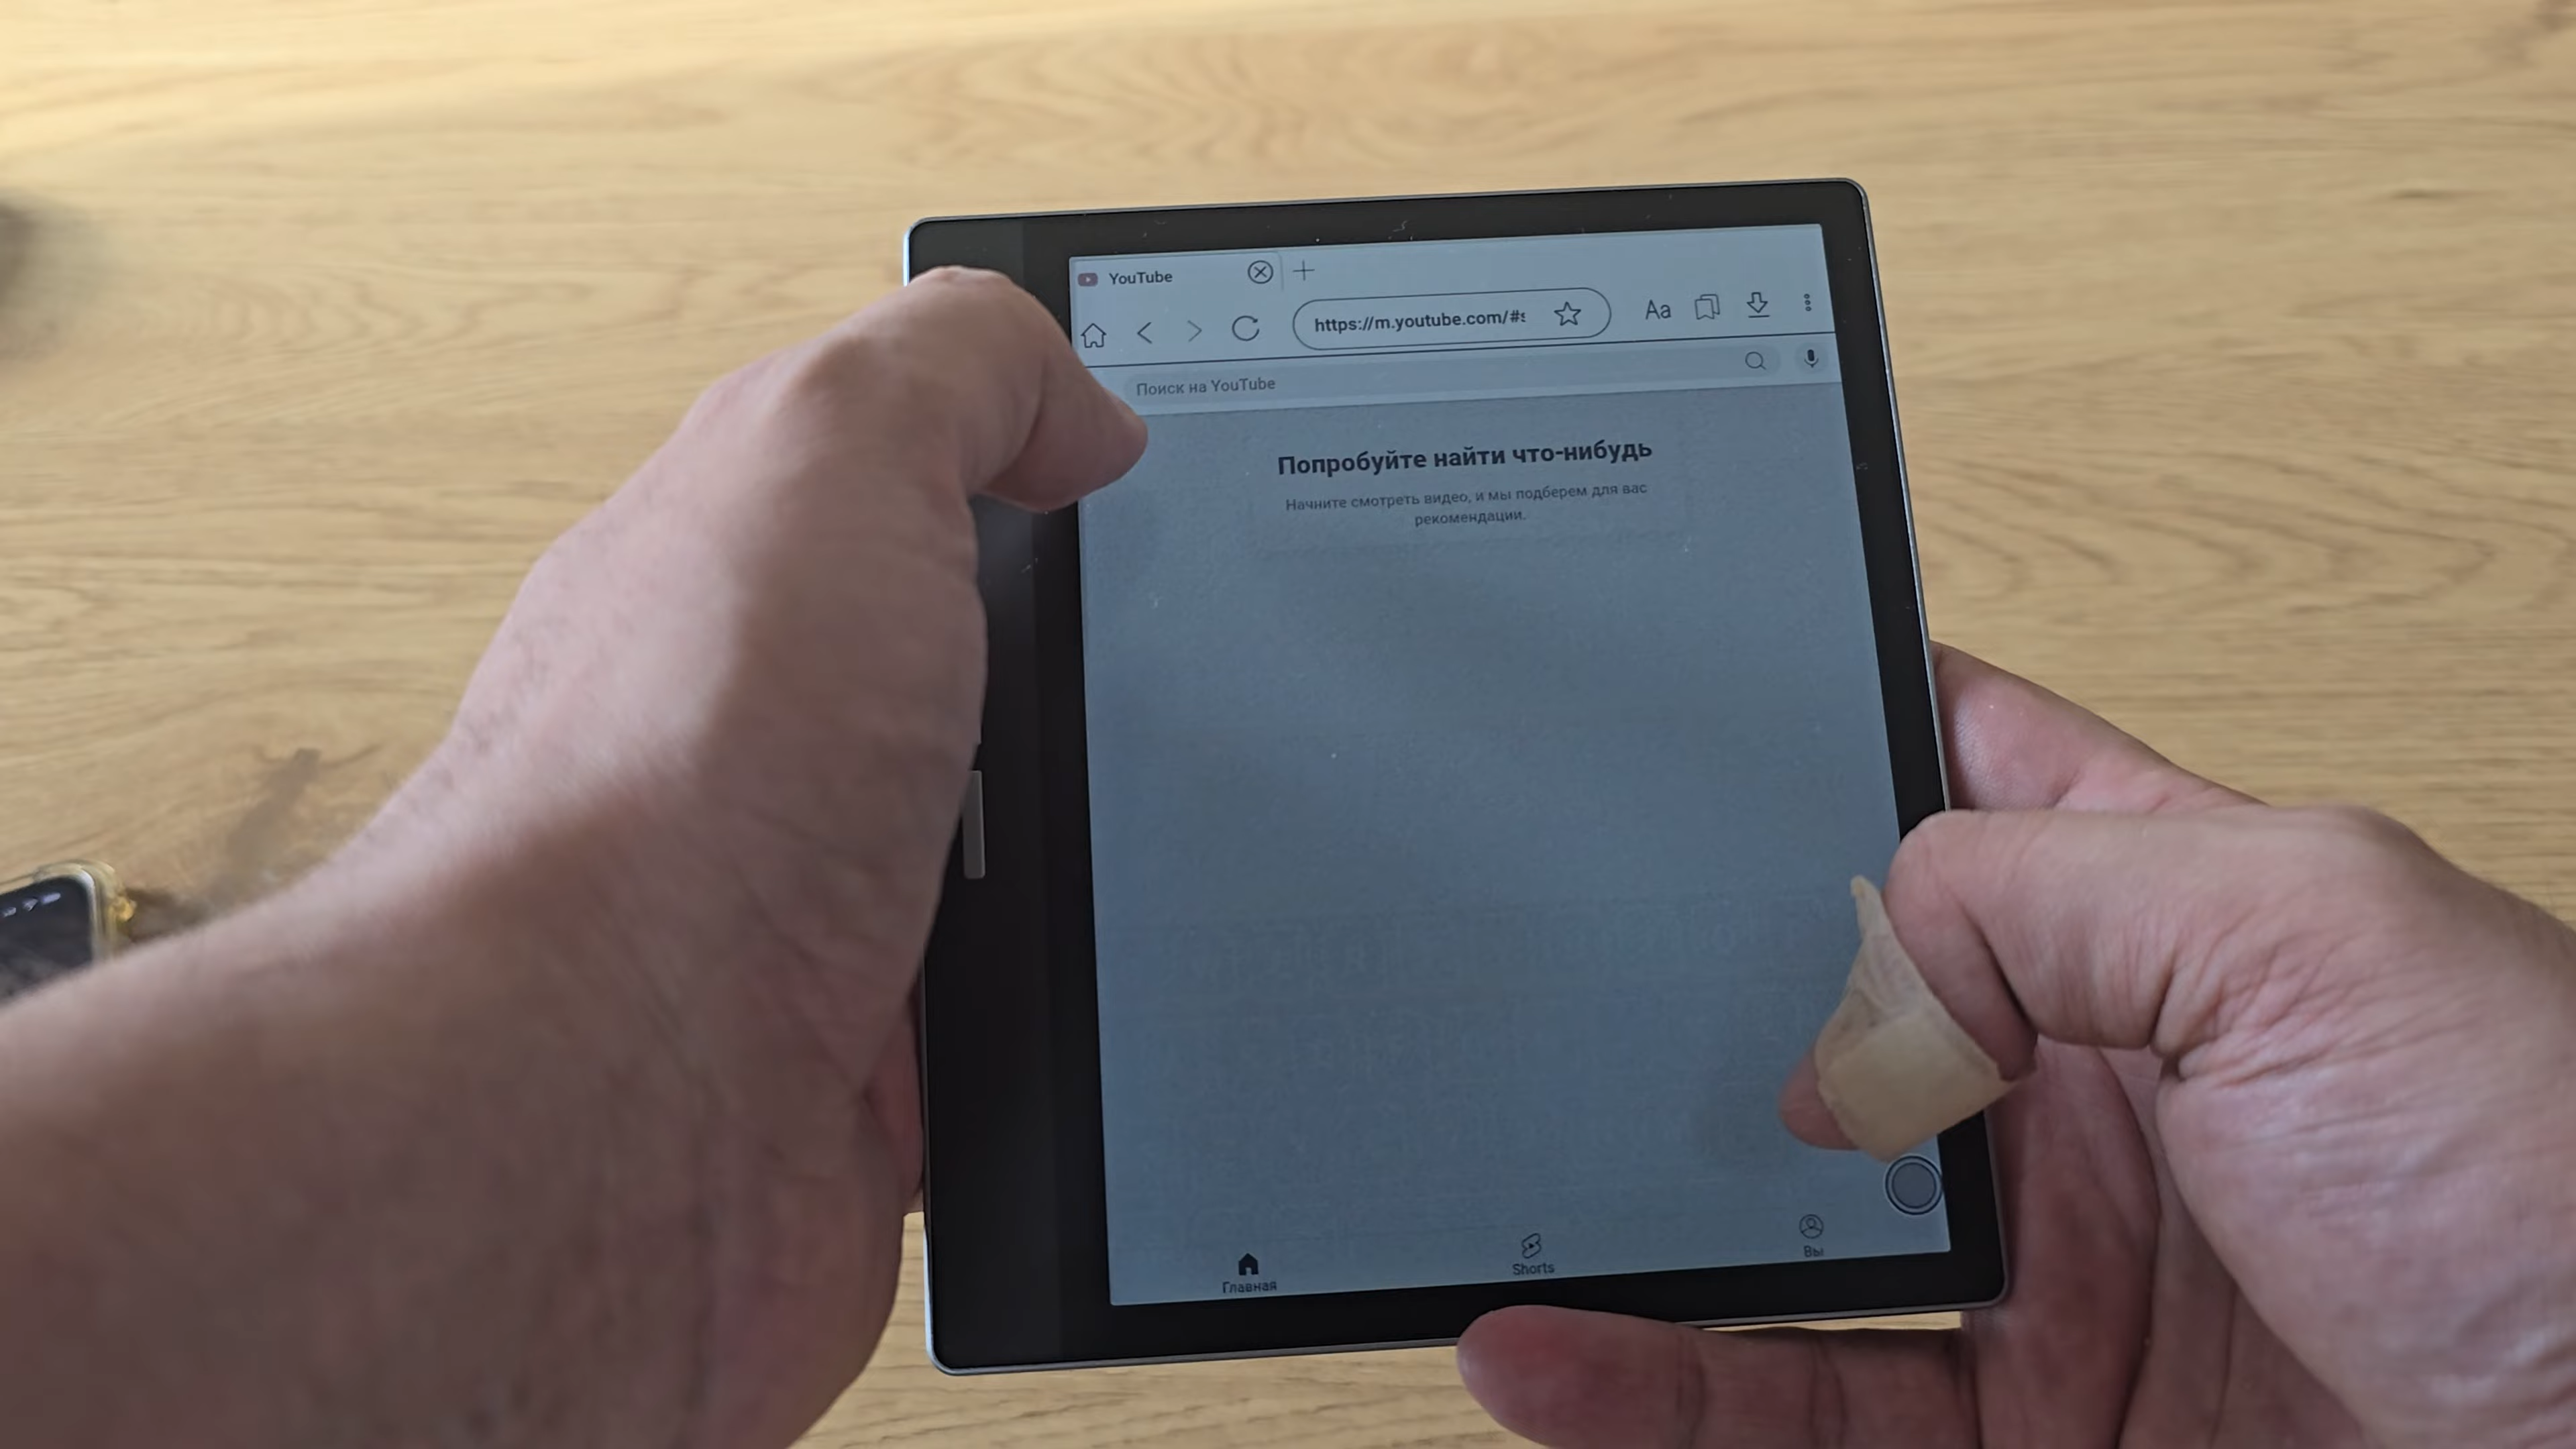 YouTube
https://m.youtube.com/#s
Aa
Поиск на YouTube
Попробуйте найти что-нибудь
Начните смотреть видео, и мы подберем для вас
рекомендации.
Главная
Shorts
Вы